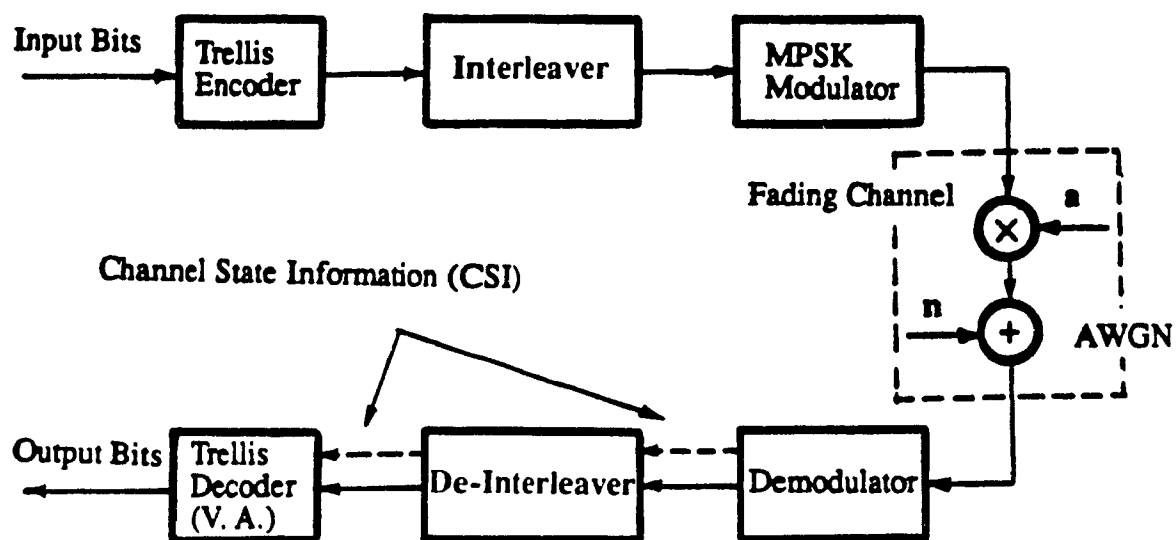 Input Bits
Trellis
Encoder
Interleaver
MPSK
Modulator
Fading Channel
a
×
n
+
AWGN
Channel State Information (CSI)
Output Bits
Trellis
Decoder
(V. A.)
De-Interleaver
Demodulator